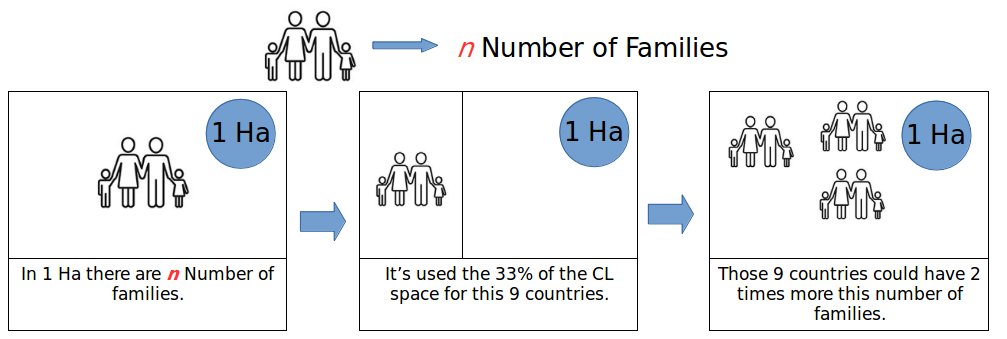 n Number of Families
1 Ha
1 Ha
1 Ha
In 1 Ha there are n Number of
families.
It’s used the 33% of the CL
space for this 9 countries.
Those 9 countries could have 2
times more this number of
families.